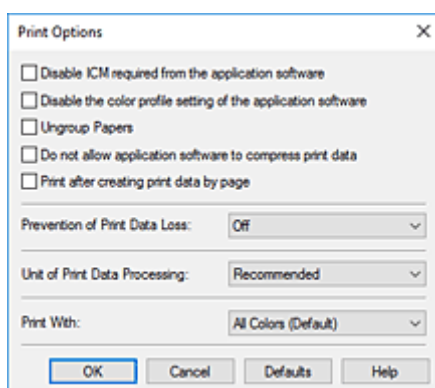 Print Options
Disable ICM required from the application software
Disable the color profile setting of the application software
Ungroup Papers
Do not allow application software to compress print data
Print after creating print data by page
Prevention of Print Data Loss: Off
Unit of Print Data Processing: Recommended
Print With: All Colors (Default)
OK Cancel Defaults Help